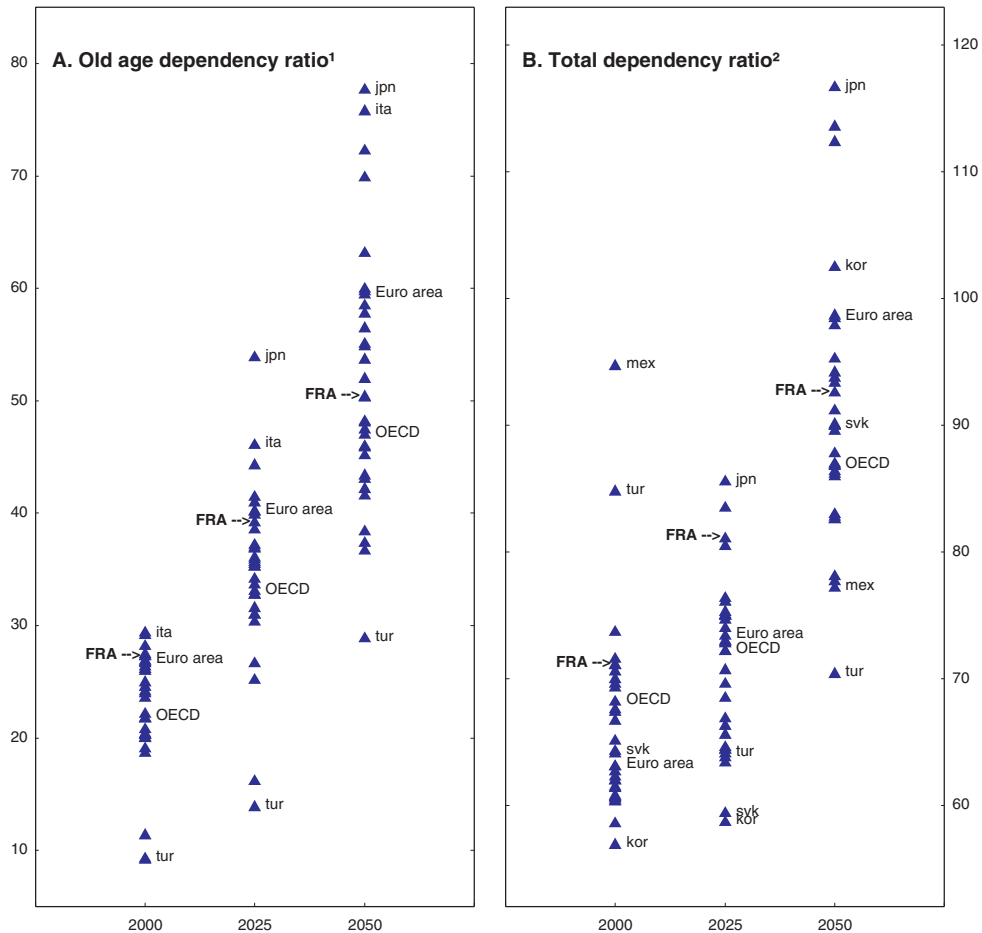 A. Old age dependency ratio¹
80
70
60
50
40
30
20
10
jpn
ita
Euro area
FRA -->
OECD
tur
jpn
ita
Euro area
FRA -->
OECD
tur
ita
FRA -->
Euro area
OECD
tur
2000 2025 2050
B. Total dependency ratio²
120
110
100
90
80
70
60
jpn
kor
Euro area
FRA -->
svk
OECD
mex
tur
mex
tur
FRA -->
OECD
svk
Euro area
kor
jpn
FRA -->
Euro area
OECD
tur
svk
kor
2000 2025 2050